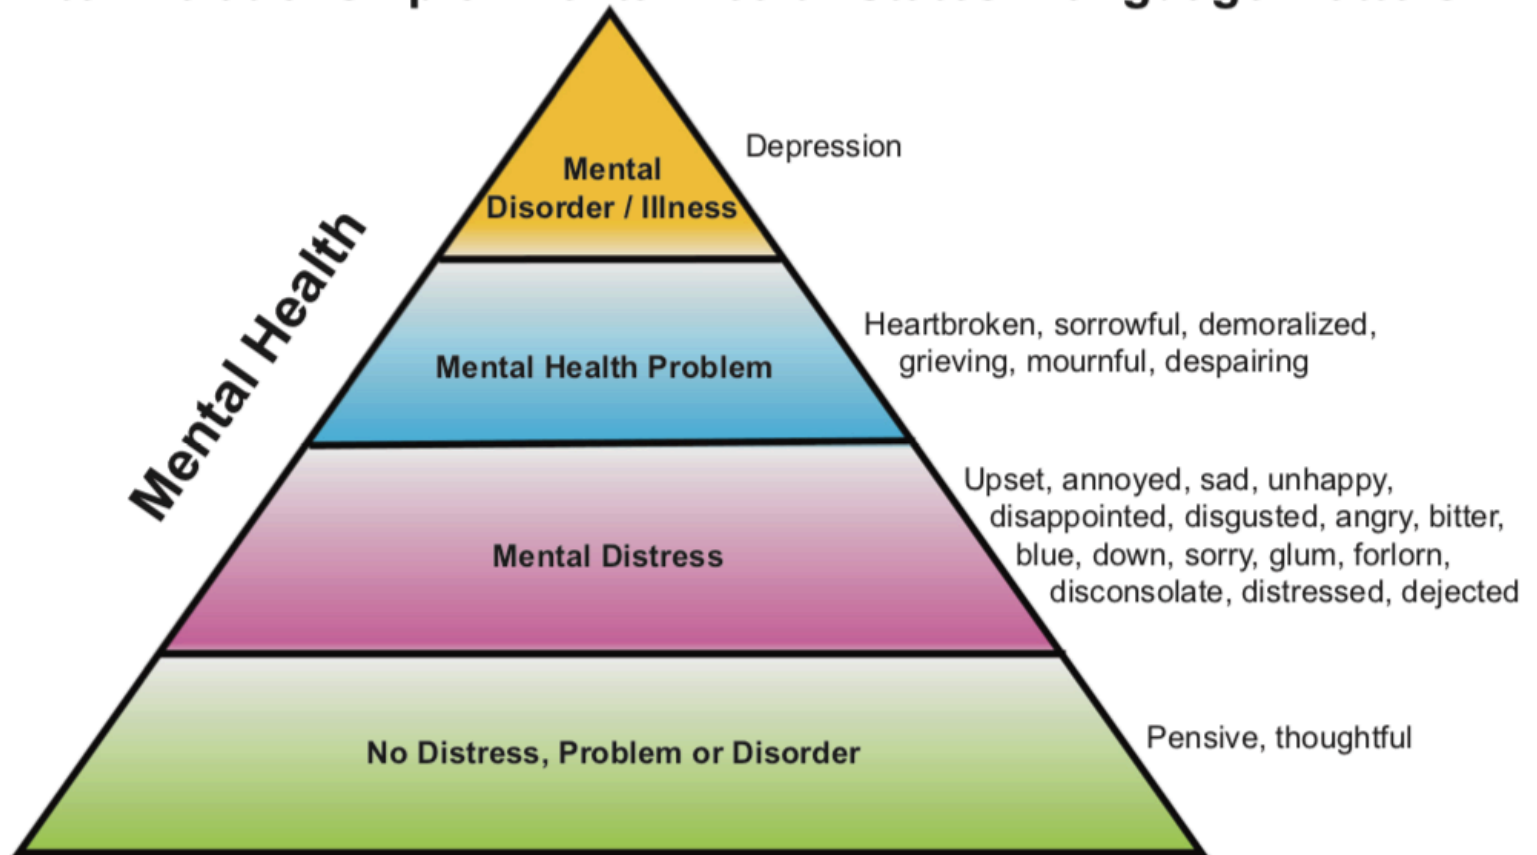 Depression
Mental
Disorder / Illness
Mental Health
Heartbroken, sorrowful, demoralized,
grieving, mournful, despairing
Mental Health Problem
Upset, annoyed, sad, unhappy,
disappointed, disgusted, angry, bitter,
blue, down, sorry, glum, forlorn,
disconsolate, distressed, dejected
Mental Distress
Pensive, thoughtful
No Distress, Problem or Disorder